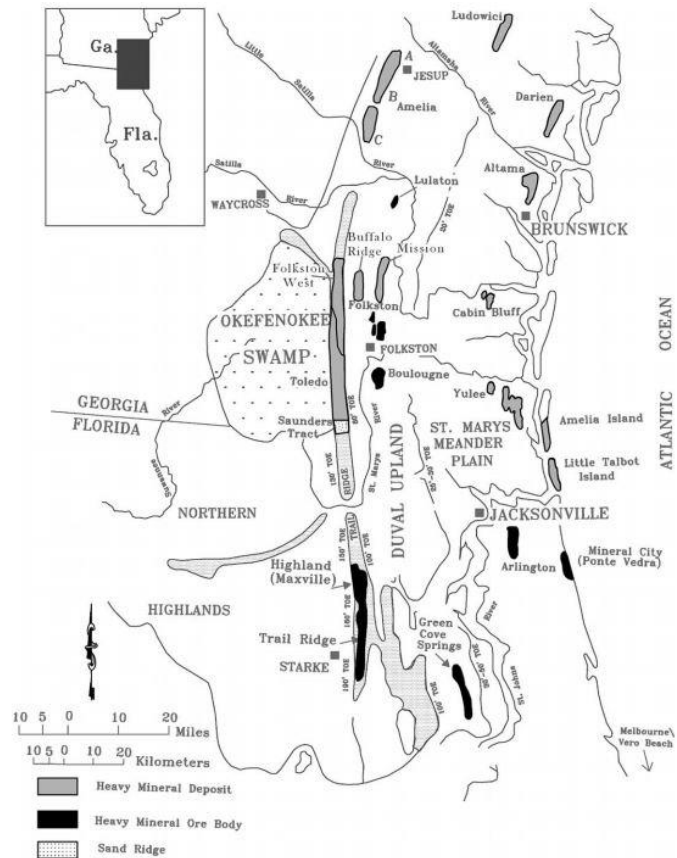 Ga.
Fla.
Ludowici
Little
Satilla
River
Altamaha
River
A
JESUP
B
Amelia
C
Darien
Satilla
River
WAYCROSS
Lulaton
Altama
BRUNSWICK
Buffalo
Ridge
Mission
Folkston
West
OKEFENOKEE
SWAMP
Folkston
FOLKSTON
Cabin Bluff
Toledo
Boulougne
GEORGIA
FLORIDA
Saunders
Tract
River
Suwannee
130' TOE
RIDGE
St. Marys
River
Yulee
ST. MARYS
MEANDER
PLAIN
Amelia Island
Little Talbot
Island
ATLANTIC OCEAN
DUVAL UPLAND
NORTHERN
JACKSONVILLE
TRAIL
Highland
(Maxville)
Arlington
Mineral City
(Ponte Vedra)
HIGHLANDS
Trail Ridge
STARKE
Green
Cove
Springs
River
St. Johns
10 5 0 10 20
Miles
10 5 0 10 20
Kilometers
Melbourne\
Vero Beach
Heavy Mineral Deposit
Heavy Mineral Ore Body
Sand Ridge